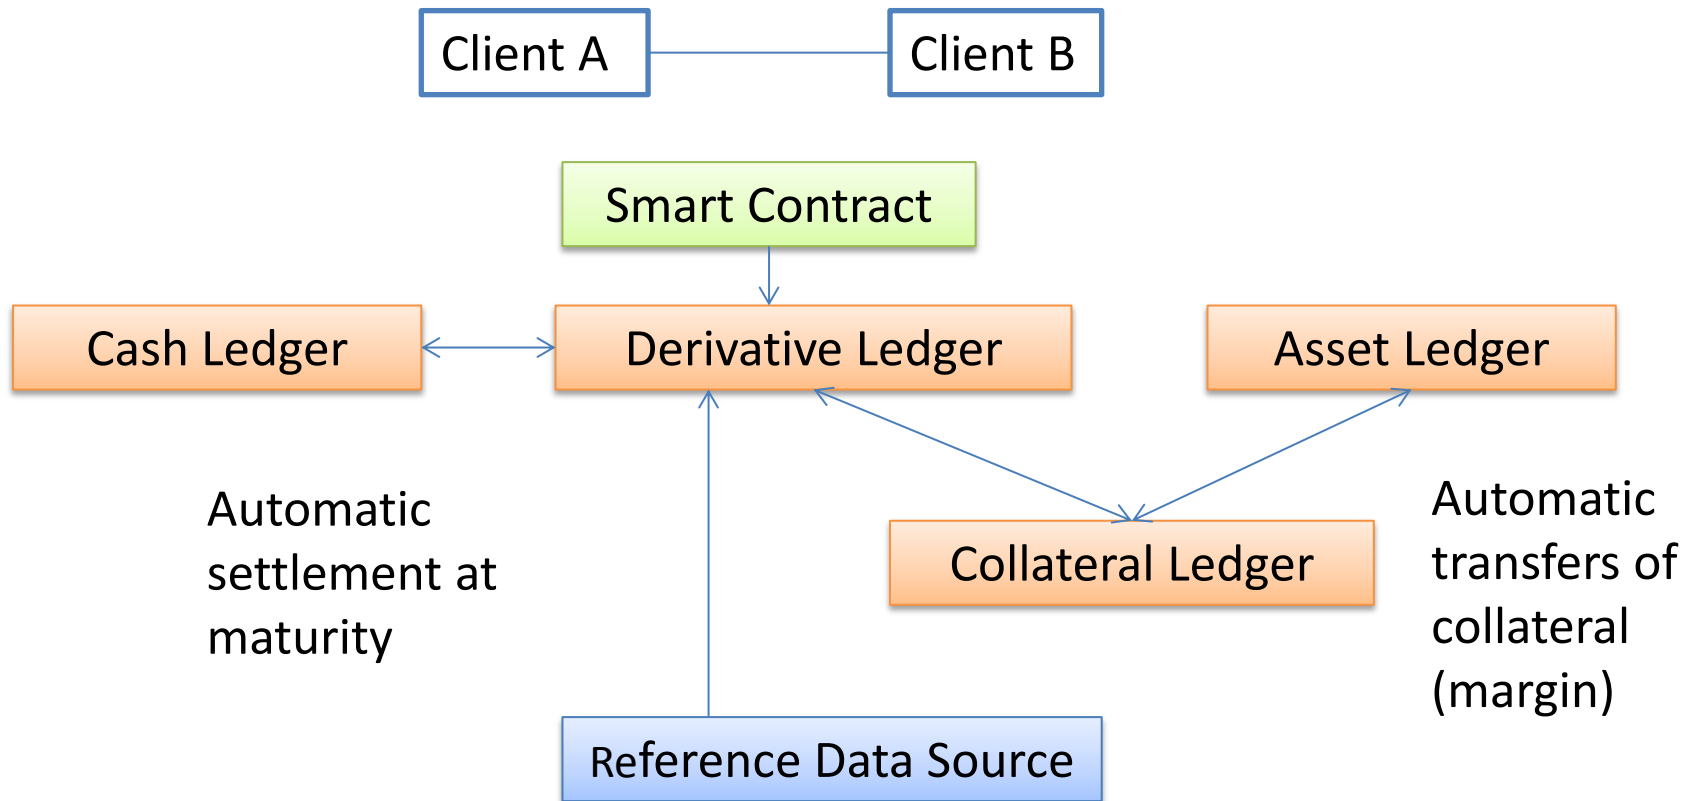 Client A
Client B
Smart Contract
Cash Ledger
Derivative Ledger
Asset Ledger
Automatic
settlement at
maturity
Collateral Ledger
Automatic
transfers of
collateral
(margin)
Reference Data Source